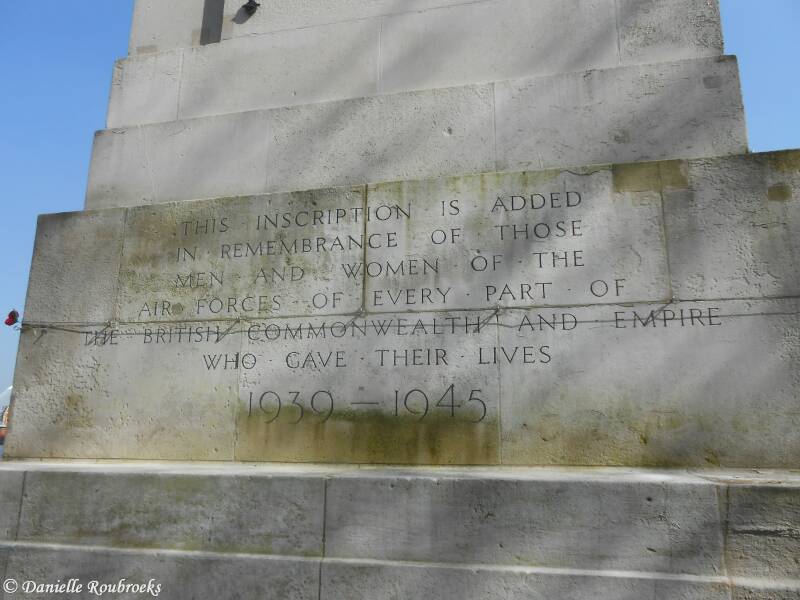 THIS · INSCRIPTION IS · ADDED
IN · REMEMBRANCE · OF · THOSE
MEN · AND · WOMEN · OF · THE
AIR · FORCES · OF · EVERY · PART · OF
THE · BRITISH · COMMONWEALTH · AND · EMPIRE
WHO · GAVE · THEIR · LIVES
1939 — 1945
© Danielle Roubroeks